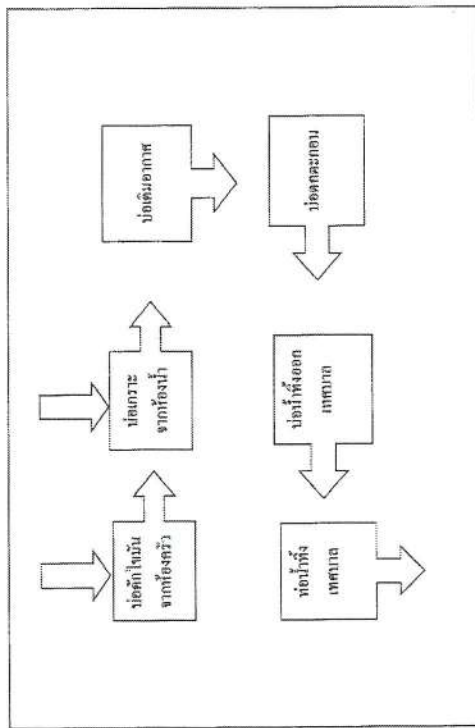 บ่อดักไขมัน
จากห้องครัว
บ่อเกรอะ
จากห้องน้ำ
บ่อเติมอากาศ
บ่อตกตะกอน
บ่อน้ำทิ้งออก
เทศบาล
ท่อน้ำทิ้ง
เทศบาล